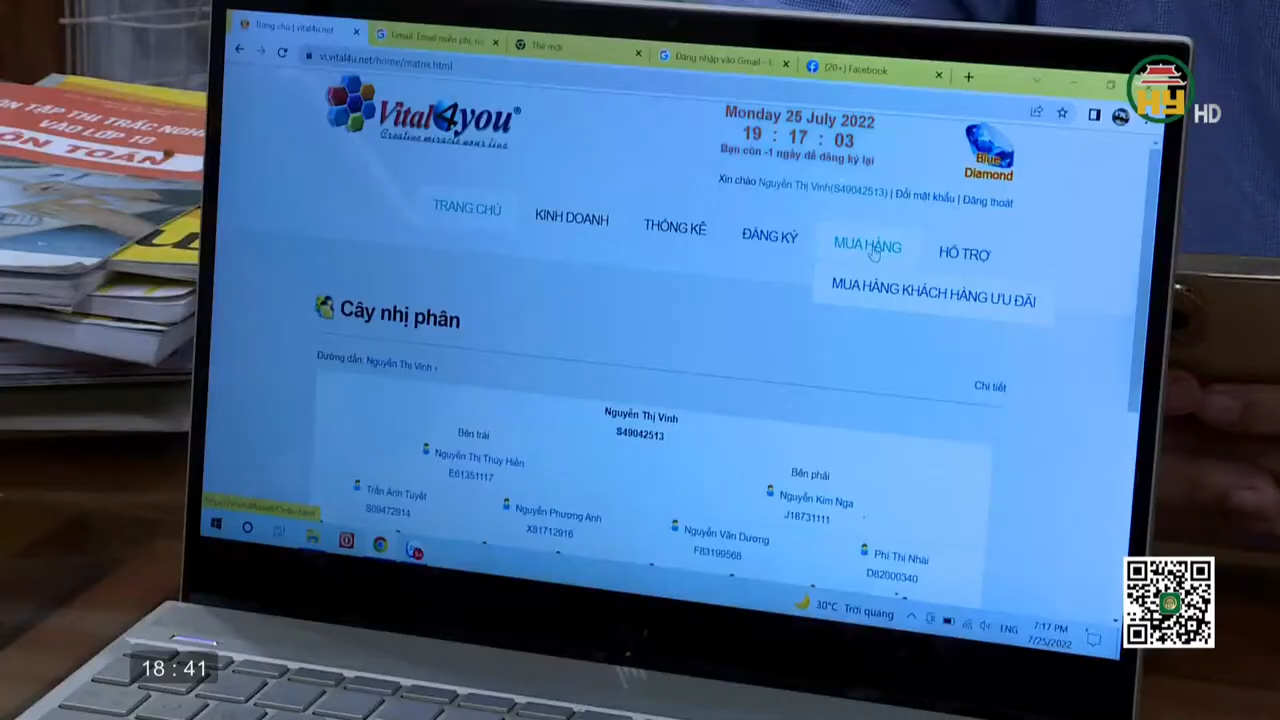 Trang chủ | vital4u.net
Gmail: Email miễn phí,
Thẻ mới
Đăng nhập vào Gmail -
(20+) Facebook
vi.vital4u.net/home/matrix.html
HY HD
Vital4you®
Creative miracle your live
Monday 25 July 2022
19 : 17 : 03
Bạn còn -1 ngày để đăng ký lại
Blue
Diamond
Xin chào Nguyễn Thị Vinh(S49042513) | Đổi mật khẩu | Đăng thoát
TRANG CHỦ
KINH DOANH
THỐNG KÊ
ĐĂNG KÝ
MUA HÀNG
HỖ TRỢ
MUA HÀNG KHÁCH HÀNG ƯU ĐÃI
Cây nhị phân
Đường dẫn: Nguyễn Thị Vinh ›
Chi tiết
Nguyễn Thị Vinh
S49042513
Bên trái
Nguyễn Thị Thúy Hiền
E61351117
Bên phải
Nguyễn Kim Nga
J18731111
Trần Ánh Tuyết
S09472914
Nguyễn Phương Anh
X81712916
Nguyễn Văn Dương
F83199568
Phí Thị Nhài
D82000340
30°C Trời quang
ENG
7:17 PM
7/25/2022
ÔN TẬP THI TRẮC NGH
VÀO LỚP 10
ÔN TOÁN
18 : 41